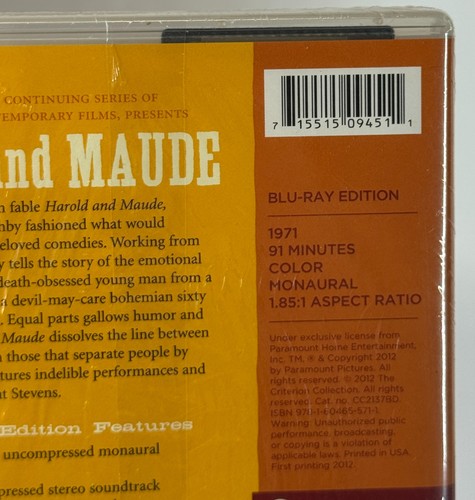 CONTINUING SERIES OF
TEMPORARY FILMS, PRESENTS
and MAUDE
n fable Harold and Maude,
hby fashioned what would
eloved comedies. Working from
y tells the story of the emotional
death-obsessed young man from a
a devil-may-care bohemian sixty
. Equal parts gallows humor and
Maude dissolves the line between
n those that separate people by
tures indelible performances and
at Stevens.
Edition Features
uncompressed monaural
pressed stereo soundtrack
7 15515 09451 1
BLU-RAY EDITION
1971
91 MINUTES
COLOR
MONAURAL
1.85:1 ASPECT RATIO
Under exclusive license from
Paramount Home Entertainment,
Inc. TM, ® & Copyright 2012
by Paramount Pictures. All
rights reserved. © 2012 The
Criterion Collection. All rights
reserved. Cat. no. CC2137BD.
ISBN 978-1-60465-571-1.
Warning: Unauthorized public
performance, broadcasting,
or copying is a violation of
applicable laws. Printed in USA.
First printing 2012.